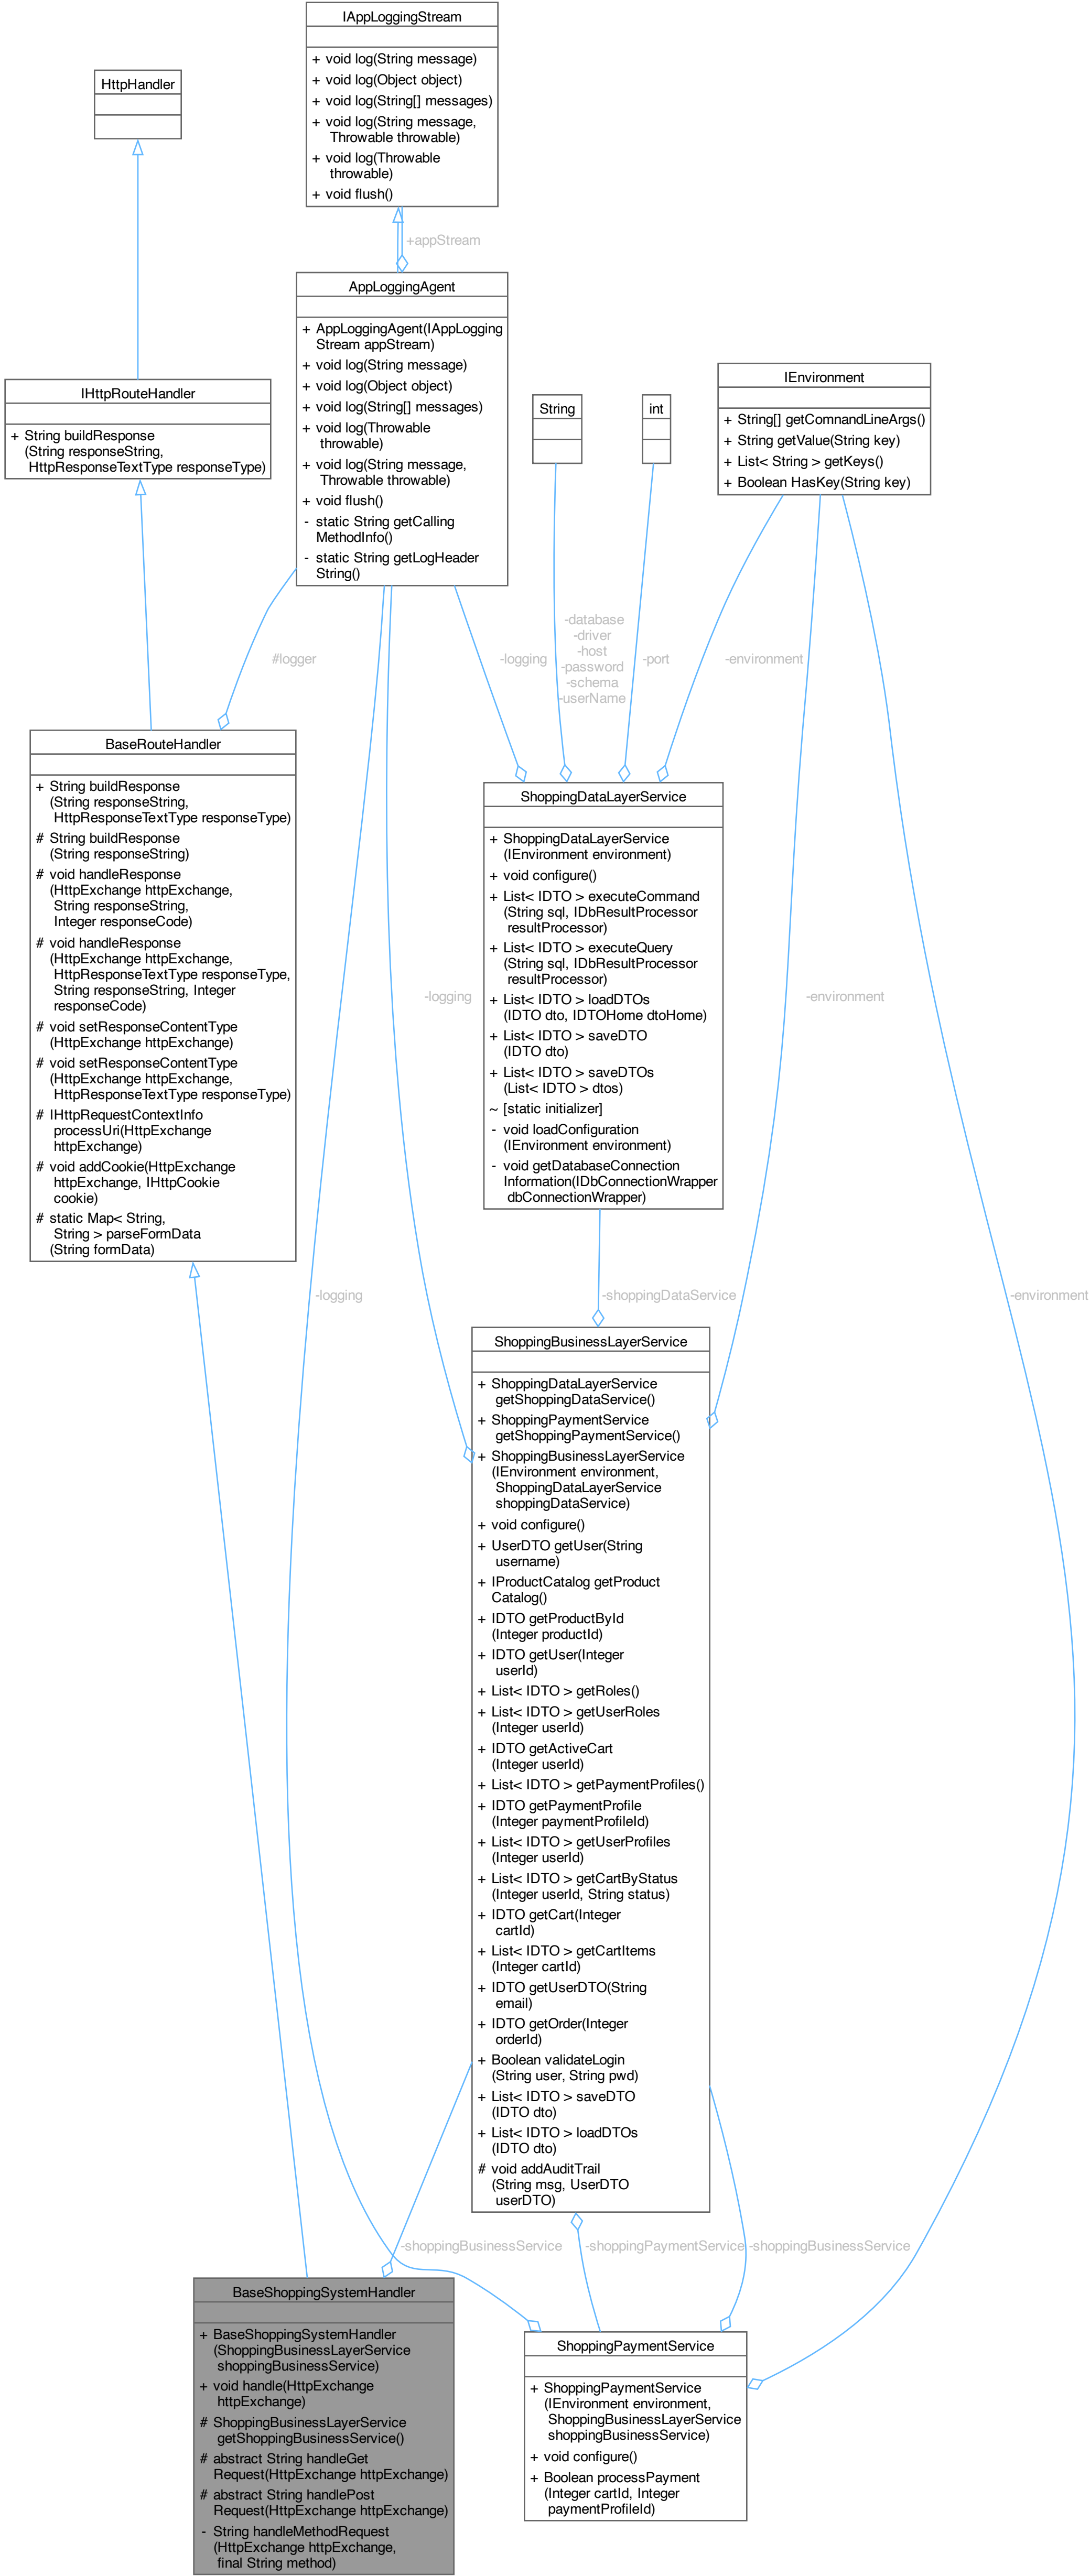 IAppLoggingStream
+ void log(String message)
+ void log(Object object)
+ void log(String[] messages)
+ void log(String message,
Throwable throwable)
+ void log(Throwable
throwable)
+ void flush()
HttpHandler
+appStream
AppLoggingAgent
+ AppLoggingAgent(IAppLogging
Stream appStream)
+ void log(String message)
+ void log(Object object)
+ void log(String[] messages)
+ void log(Throwable
throwable)
+ void log(String message,
Throwable throwable)
+ void flush()
- static String getCalling
MethodInfo()
- static String getLogHeader
String()
IHttpRouteHandler
+ String buildResponse
(String responseString,
HttpResponseTextType responseType)
String
int
IEnvironment
+ String[] getComnandLineArgs()
+ String getValue(String key)
+ List< String > getKeys()
+ Boolean HasKey(String key)
#logger
-logging
-database
-driver
-host
-password
-schema
-userName
-port
-environment
BaseRouteHandler
+ String buildResponse
(String responseString,
HttpResponseTextType responseType)
# String buildResponse
(String responseString)
# void handleResponse
(HttpExchange httpExchange,
String responseString,
Integer responseCode)
# void handleResponse
(HttpExchange httpExchange,
HttpResponseTextType responseType,
String responseString, Integer
responseCode)
# void setResponseContentType
(HttpExchange httpExchange)
# void setResponseContentType
(HttpExchange httpExchange,
HttpResponseTextType responseType)
# IHttpRequestContextInfo
processUri(HttpExchange
httpExchange)
# void addCookie(HttpExchange
httpExchange, IHttpCookie
cookie)
# static Map< String,
String > parseFormData
(String formData)
ShoppingDataLayerService
+ ShoppingDataLayerService
(IEnvironment environment)
+ void configure()
+ List< IDTO > executeCommand
(String sql, IDbResultProcessor
resultProcessor)
+ List< IDTO > executeQuery
(String sql, IDbResultProcessor
resultProcessor)
+ List< IDTO > loadDTOs
(IDTO dto, IDTOHome dtoHome)
+ List< IDTO > saveDTO
(IDTO dto)
+ List< IDTO > saveDTOs
(List< IDTO > dtos)
~ [static initializer]
- void loadConfiguration
(IEnvironment environment)
- void getDatabaseConnection
Information(IDbConnectionWrapper
dbConnectionWrapper)
-logging
-environment
-logging
-shoppingDataService
-environment
ShoppingBusinessLayerService
+ ShoppingDataLayerService
getShoppingDataService()
+ ShoppingPaymentService
getShoppingPaymentService()
+ ShoppingBusinessLayerService
(IEnvironment environment,
ShoppingDataLayerService
shoppingDataService)
+ void configure()
+ UserDTO getUser(String
username)
+ IProductCatalog getProduct
Catalog()
+ IDTO getProductById
(Integer productId)
+ IDTO getUser(Integer
userId)
+ List< IDTO > getRoles()
+ List< IDTO > getUserRoles
(Integer userId)
+ IDTO getActiveCart
(Integer userId)
+ List< IDTO > getPaymentProfiles()
+ IDTO getPaymentProfile
(Integer paymentProfileId)
+ List< IDTO > getUserProfiles
(Integer userId)
+ List< IDTO > getCartByStatus
(Integer userId, String status)
+ IDTO getCart(Integer
cartId)
+ List< IDTO > getCartItems
(Integer cartId)
+ IDTO getUserDTO(String
email)
+ IDTO getOrder(Integer
orderId)
+ Boolean validateLogin
(String user, String pwd)
+ List< IDTO > saveDTO
(IDTO dto)
+ List< IDTO > loadDTOs
(IDTO dto)
# void addAuditTrail
(String msg, UserDTO
userDTO)
-shoppingBusinessService
-shoppingPaymentService
-shoppingBusinessService
BaseShoppingSystemHandler
+ BaseShoppingSystemHandler
(ShoppingBusinessLayerService
shoppingBusinessService)
+ void handle(HttpExchange
httpExchange)
# ShoppingBusinessLayerService
getShoppingBusinessService()
# abstract String handleGet
Request(HttpExchange httpExchange)
# abstract String handlePost
Request(HttpExchange httpExchange)
- String handleMethodRequest
(HttpExchange httpExchange,
final String method)
ShoppingPaymentService
+ ShoppingPaymentService
(IEnvironment environment,
ShoppingBusinessLayerService
shoppingBusinessService)
+ void configure()
+ Boolean processPayment
(Integer cartId, Integer
paymentProfileId)